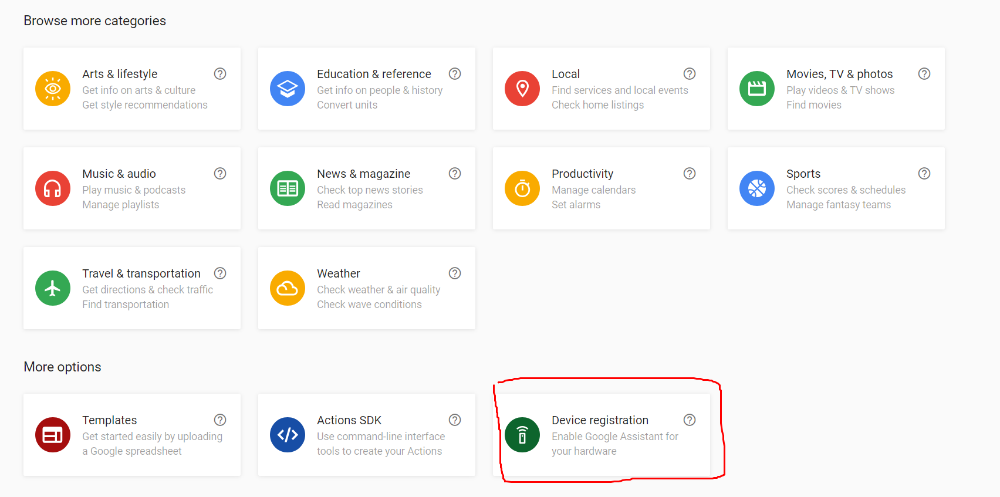 Browse more categories
Arts & lifestyle
Get info on arts & culture
Get style recommendations
Education & reference
Get info on people & history
Convert units
Local
Find services and local events
Check home listings
Movies, TV & photos
Play videos & TV shows
Find movies
Music & audio
Play music & podcasts
Manage playlists
News & magazine
Check top news stories
Read magazines
Productivity
Manage calendars
Set alarms
Sports
Check scores & schedules
Manage fantasy teams
Travel & transportation
Get directions & check traffic
Find transportation
Weather
Check weather & air quality
Check wave conditions
More options
Templates
Get started easily by uploading
a Google spreadsheet
Actions SDK
Use command-line interface
tools to create your Actions
Device registration
Enable Google Assistant for
your hardware